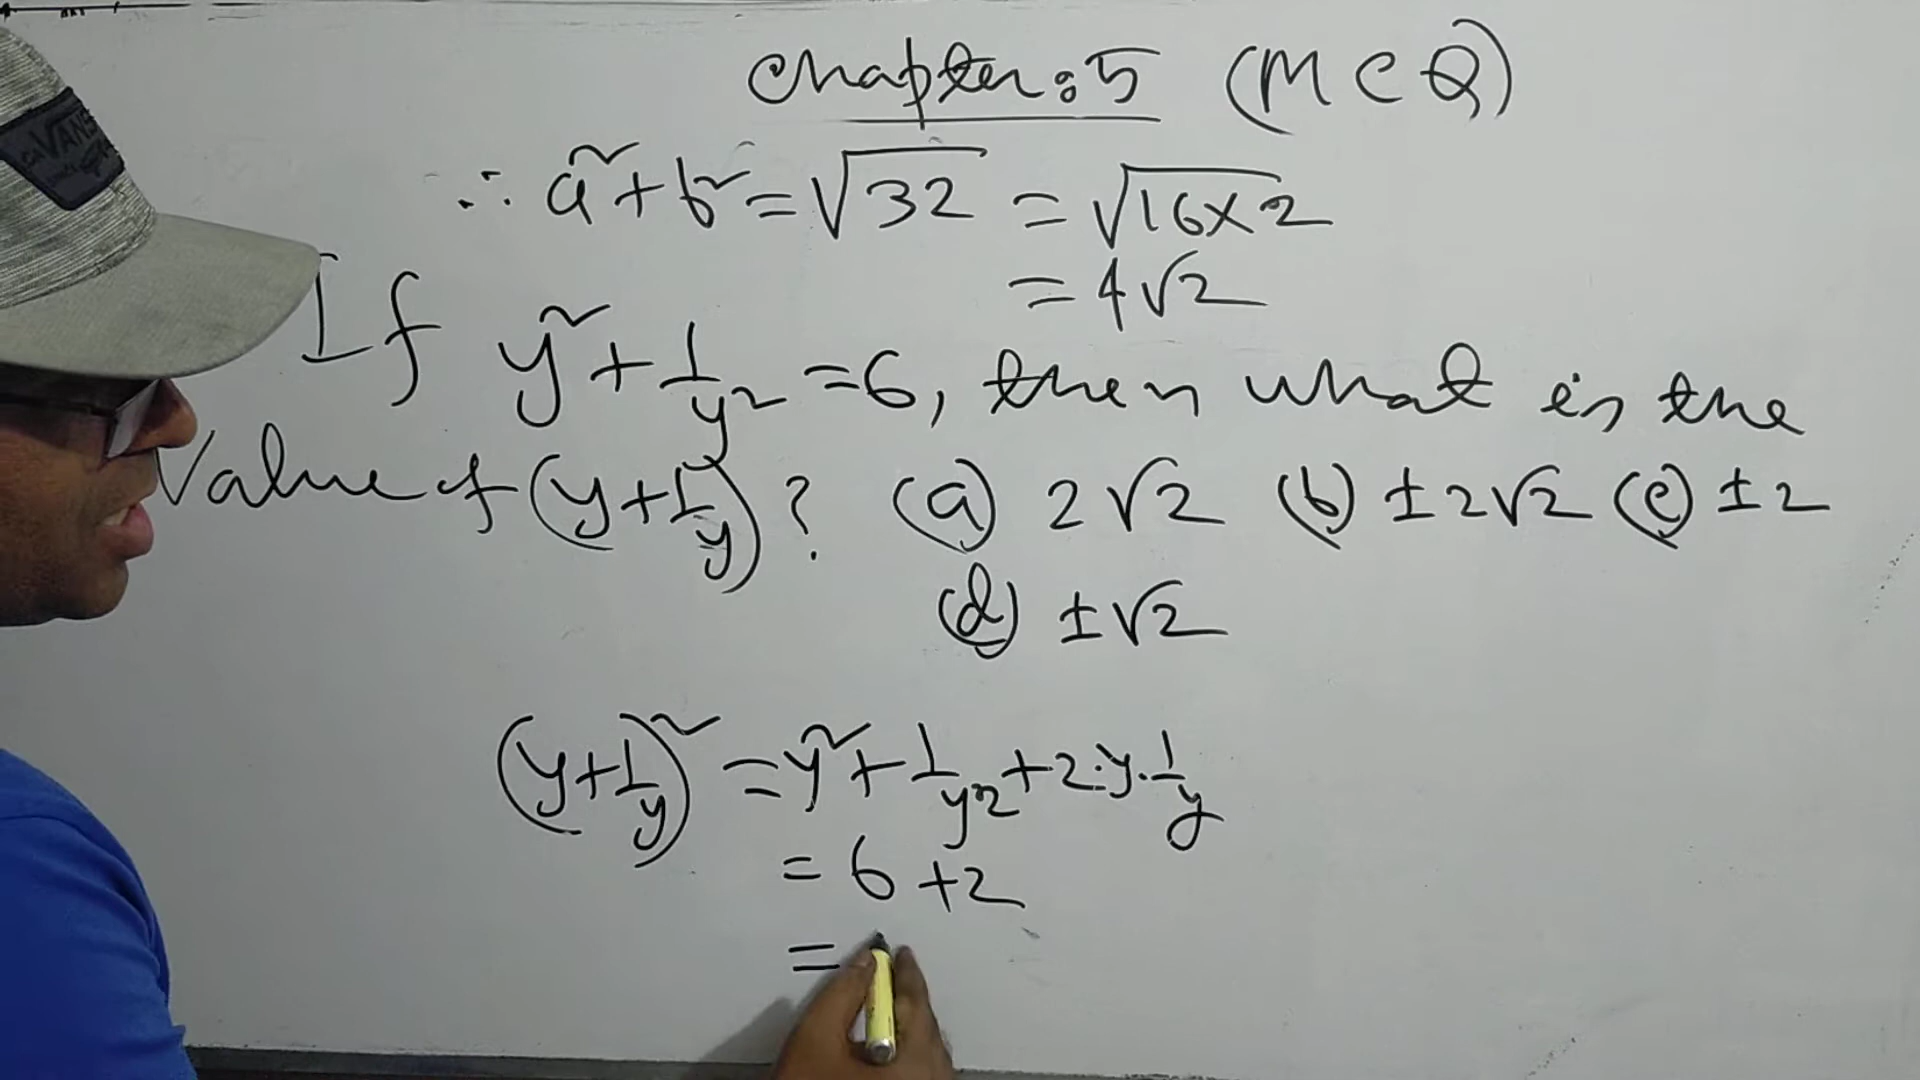 Chapter:5 (MCQ)
∴ a²+b²=√32 = √16×2
= 4√2
If y²+1/y²=6, then what is the
Value of (y+1/y)? (a) 2√2 (b) ±2√2 (c) ±2
(d) ±√2
(y+1/y)² = y²+1/y²+2.y.1/y
= 6+2
=
VANS